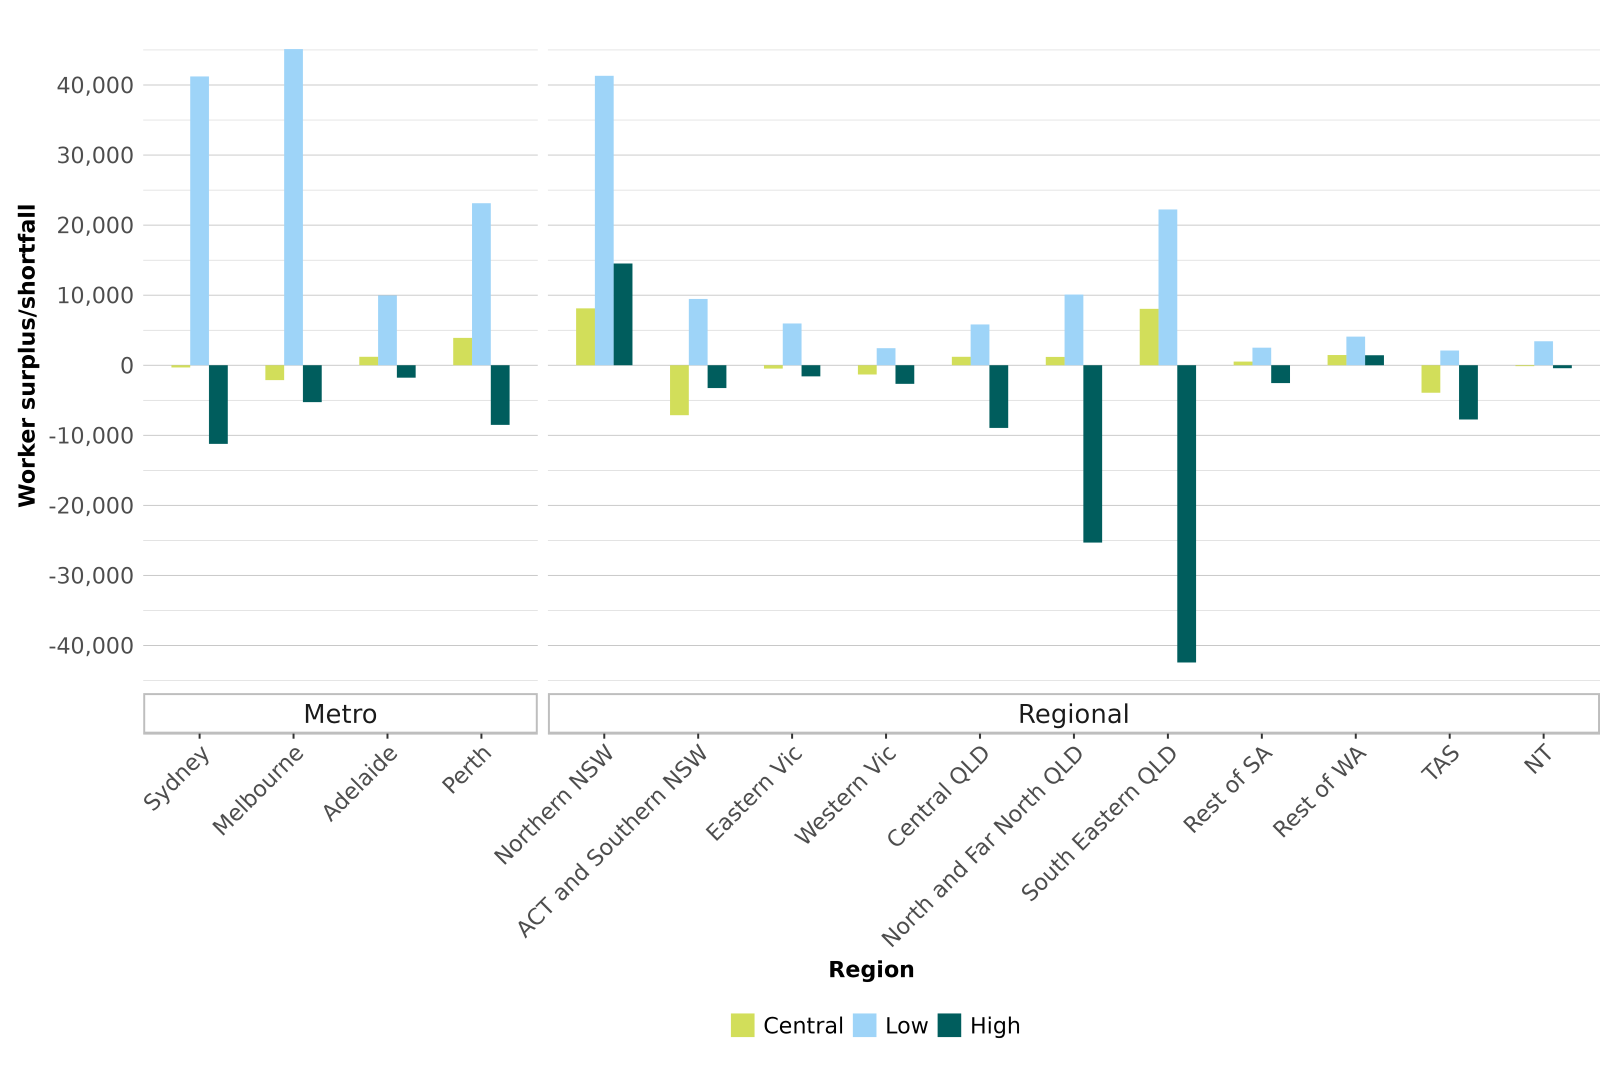 Worker surplus/shortfall
40,000
30,000
20,000
10,000
0
-10,000
-20,000
-30,000
-40,000
Metro
Regional
Sydney
Melbourne
Adelaide
Perth
Northern NSW
ACT and Southern NSW
Eastern Vic
Western Vic
Central QLD
North and Far North QLD
South Eastern QLD
Rest of SA
Rest of WA
TAS
NT
Region
Central Low High